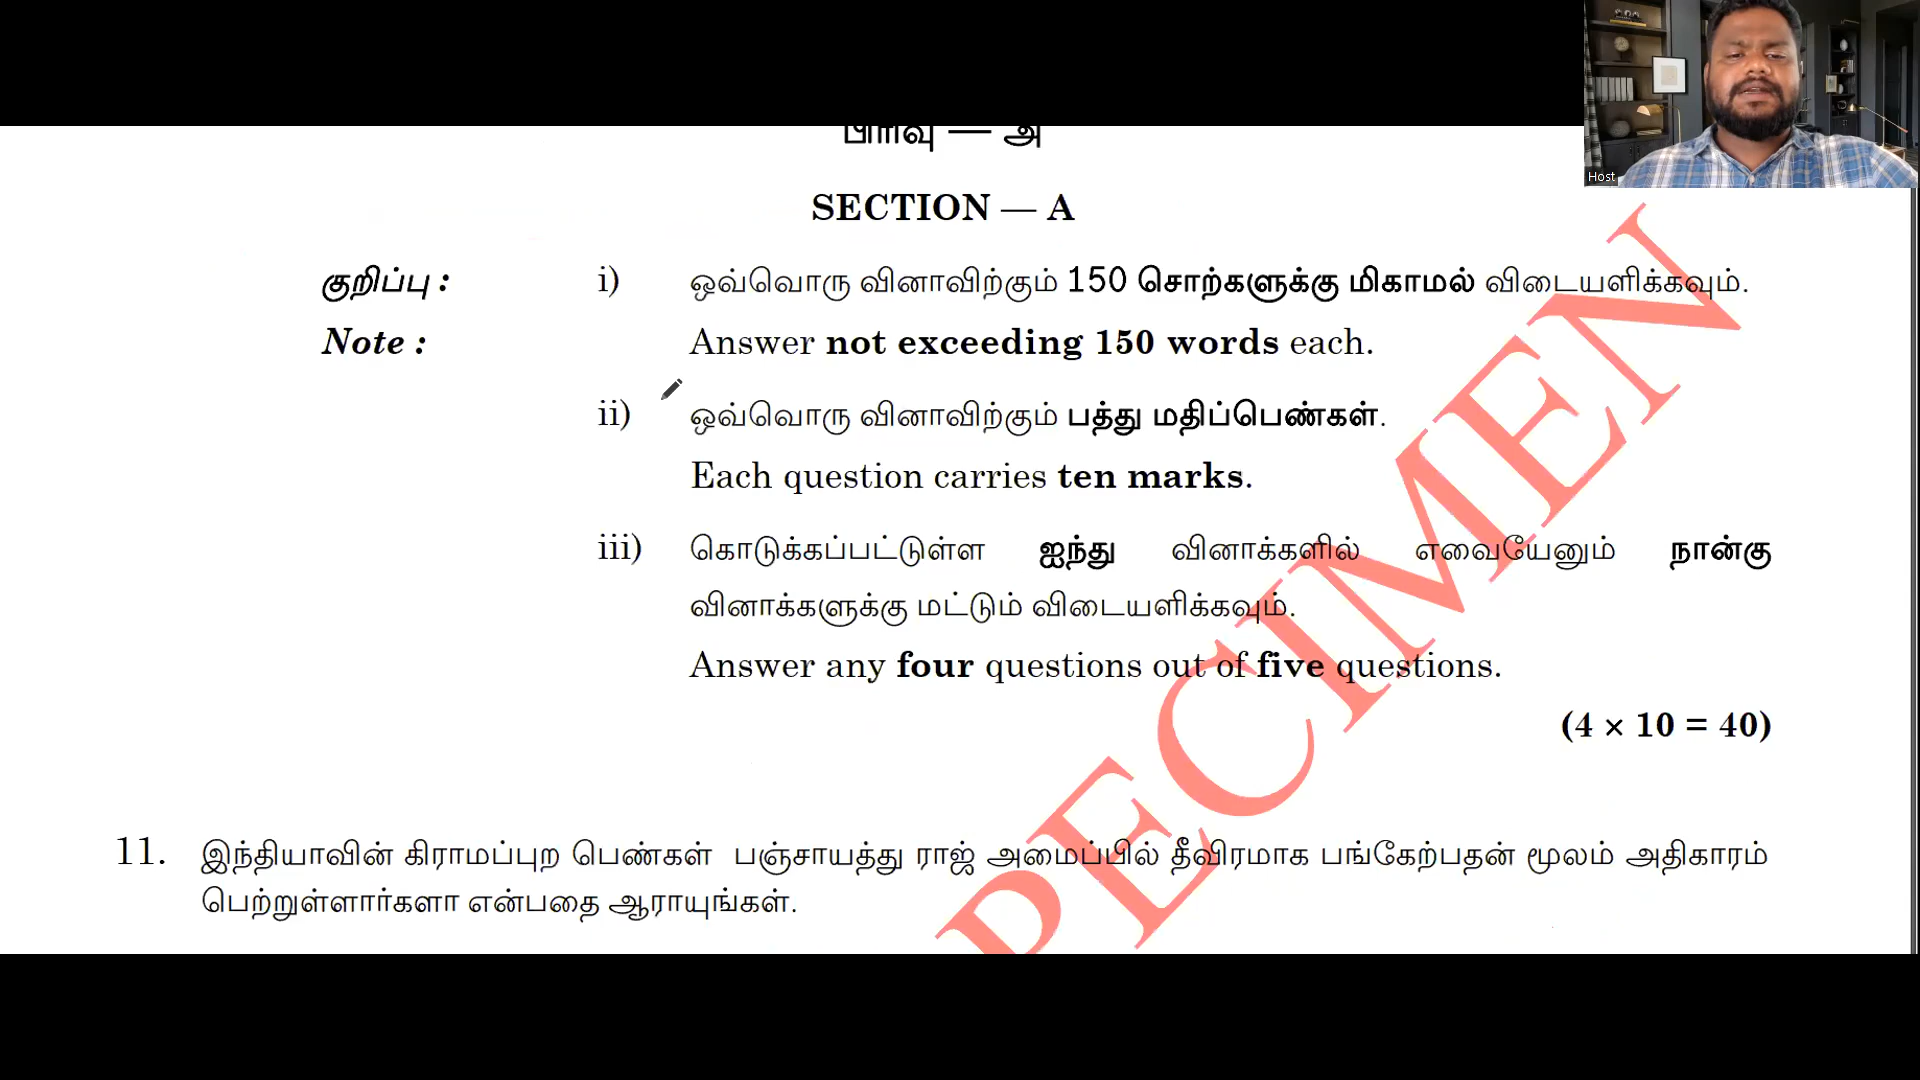 பிரிவு — அ
SECTION — A
Host
குறிப்பு : i) ஒவ்வொரு வினாவிற்கும் 150 சொற்களுக்கு மிகாமல் விடையளிக்கவும்.
Note : Answer not exceeding 150 words each.
ii) ஒவ்வொரு வினாவிற்கும் பத்து மதிப்பெண்கள்.
Each question carries ten marks.
iii) கொடுக்கப்பட்டுள்ள ஐந்து வினாக்களில் எவையேனும் நான்கு
வினாக்களுக்கு மட்டும் விடையளிக்கவும்.
Answer any four questions out of five questions.
(4 × 10 = 40)
11. இந்தியாவின் கிராமப்புற பெண்கள் பஞ்சாயத்து ராஜ் அமைப்பில் தீவிரமாக பங்கேற்பதன் மூலம் அதிகாரம்
பெற்றுள்ளார்களா என்பதை ஆராயுங்கள்.
PECIMEN